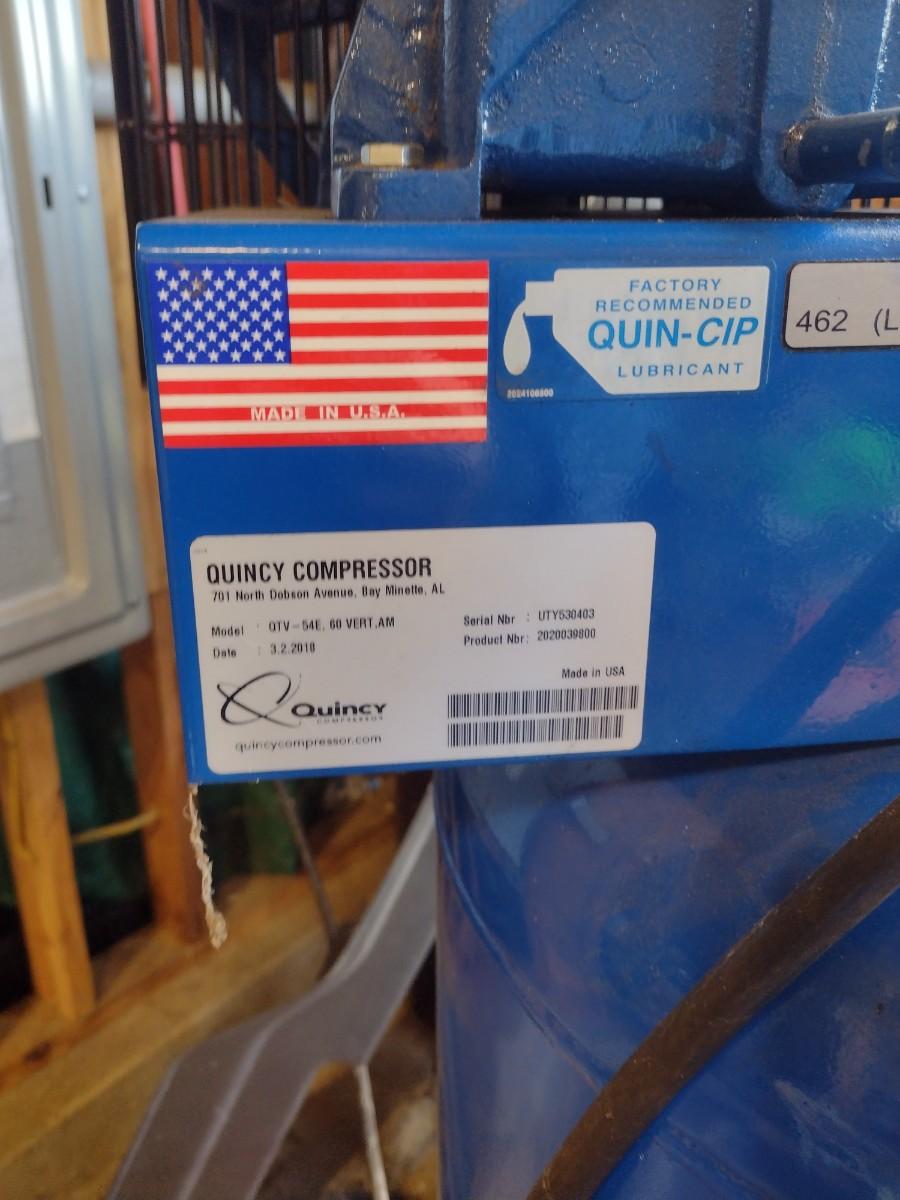 MADE IN U.S.A.
FACTORY
RECOMMENDED
QUIN-CIP
LUBRICANT
2024106800
462 (L
QUINCY COMPRESSOR
701 North Dobson Avenue, Bay Minette, AL
Model : QTV-54E, 60 VERT,AM
Date : 3.2.2018
Serial Nbr : UTY530403
Product Nbr: 2020039800
Made in USA
Quincy
COMPRESSOR
quincycompressor.com